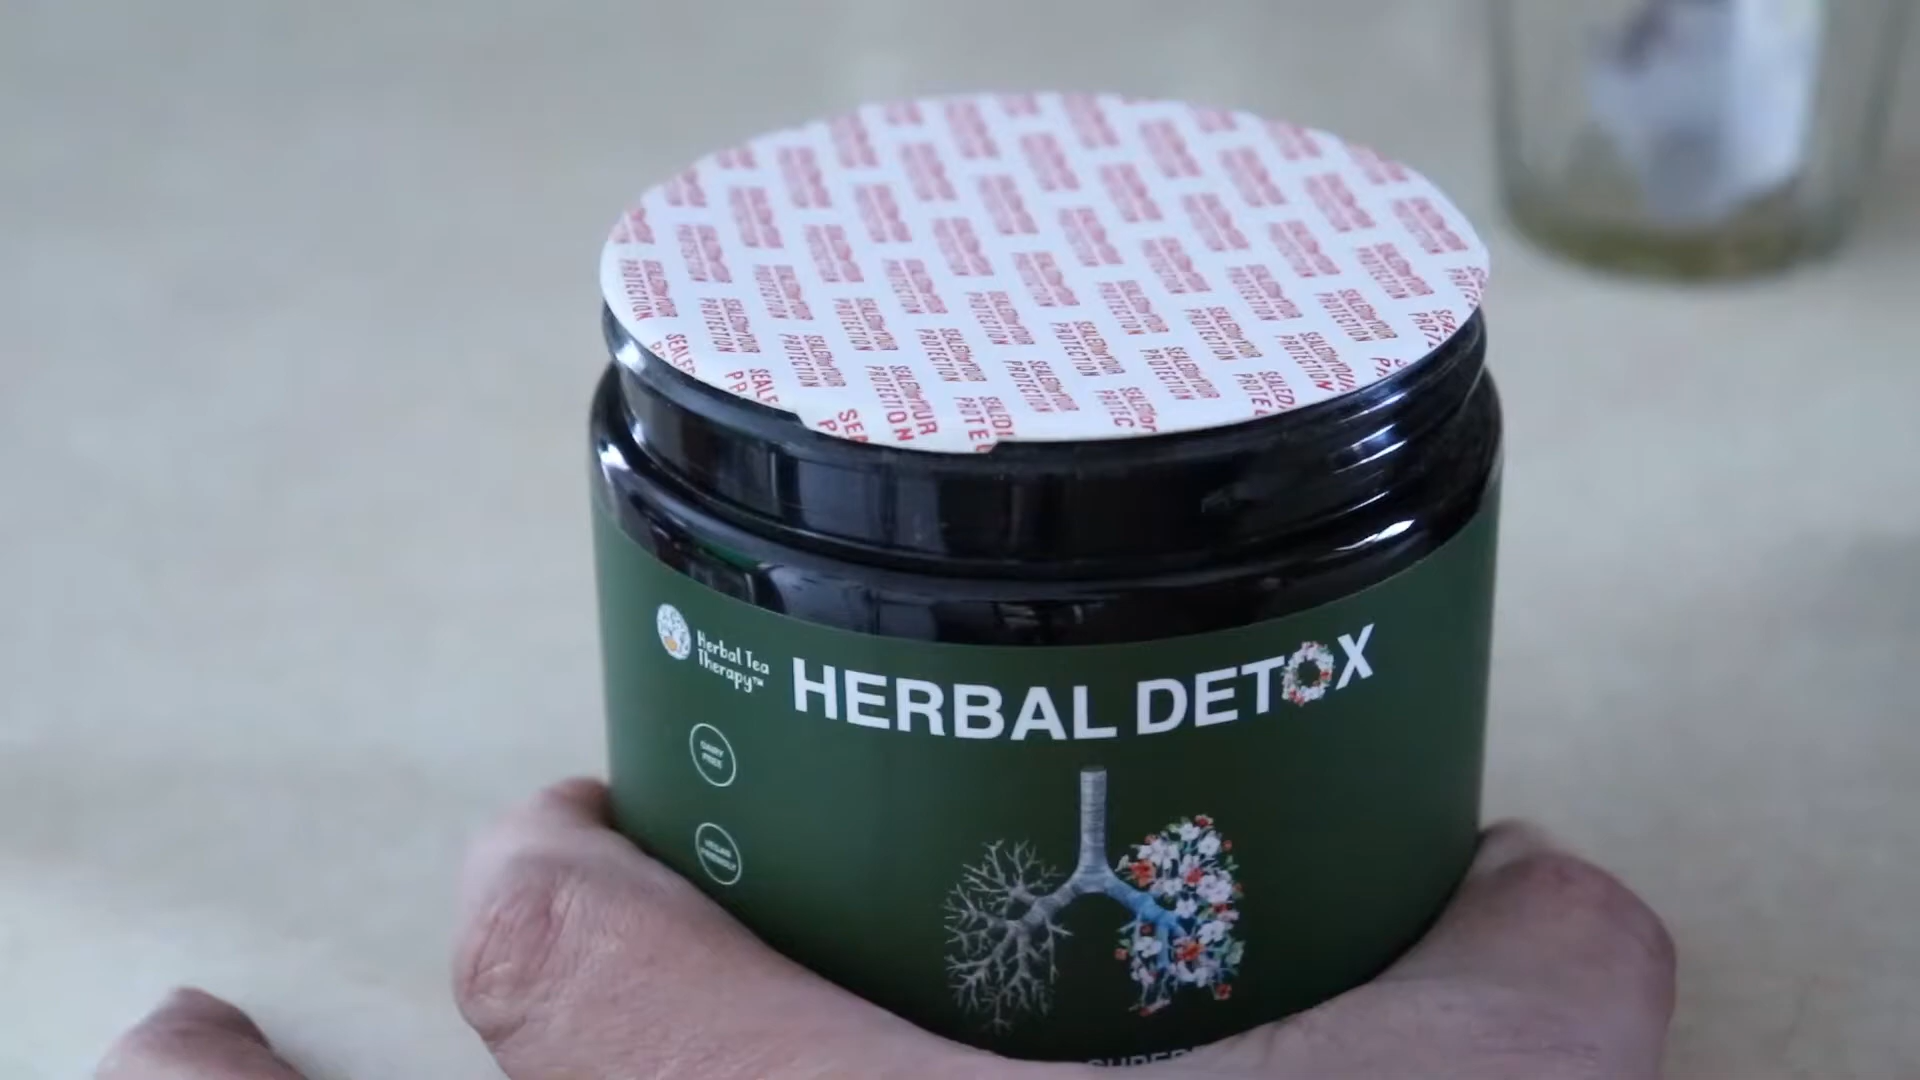 SEALED for YOUR
PROTECTION
Herbal Tea
Therapy™
HERBAL DETOX
DAIRY
FREE
VEGAN
FRIENDLY